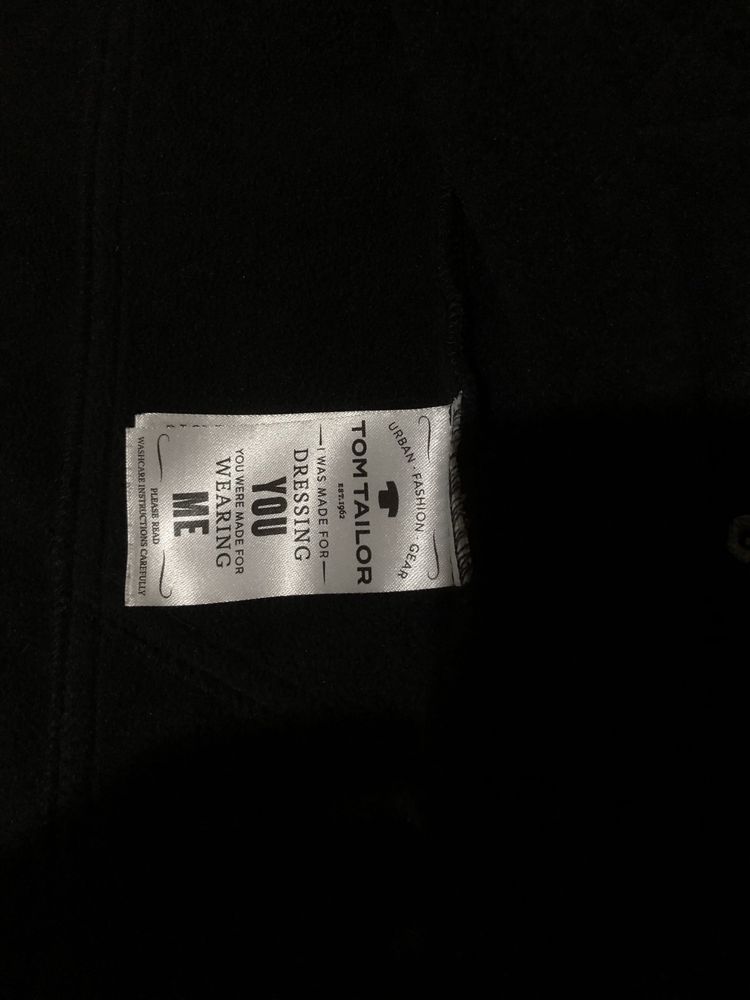 URBAN · FASHION GEAR
TOM TAILOR
EST.1962
I WAS MADE FOR
DRESSING
YOU
YOU WERE MADE FOR
WEARING
ME
PLEASE READ
WASHCARE INSTRUCTIONS CAREFULLY